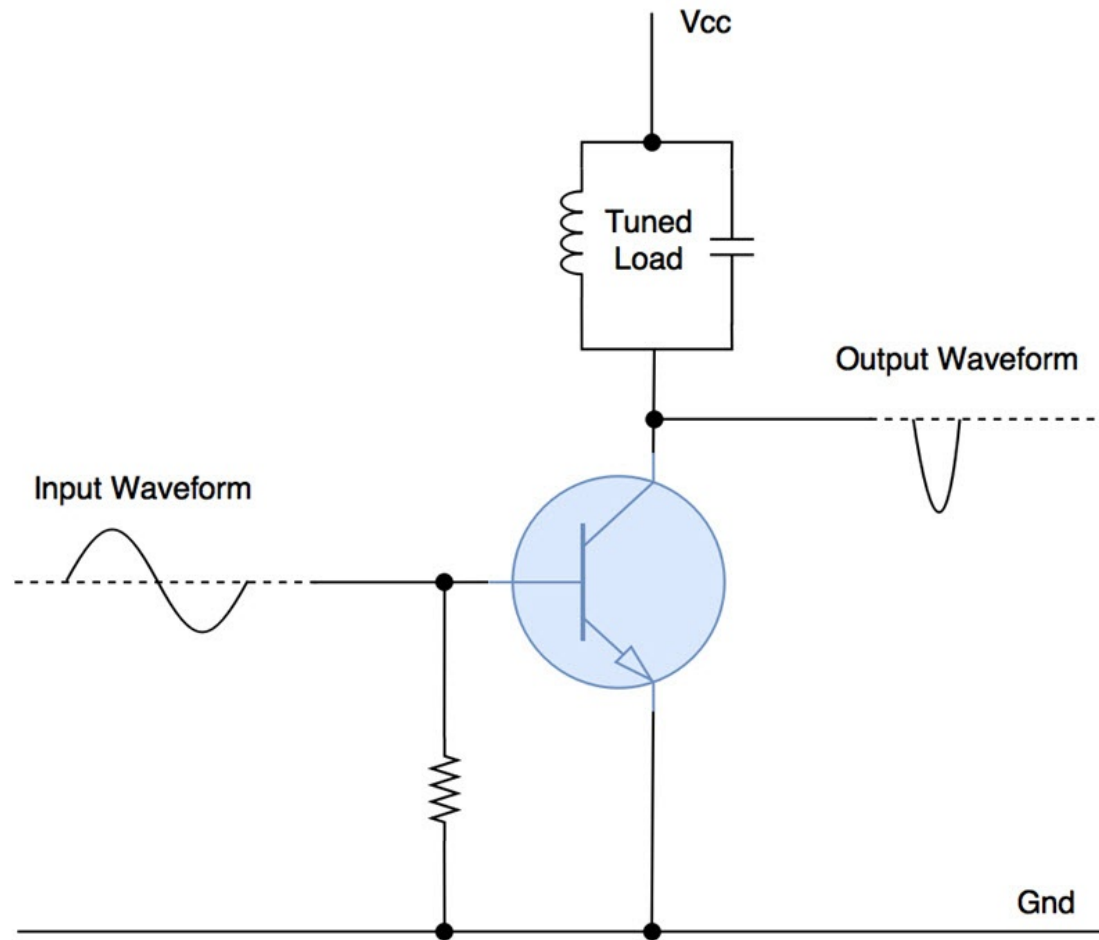 Vcc
Tuned
Load
Output Waveform
Input Waveform
Gnd